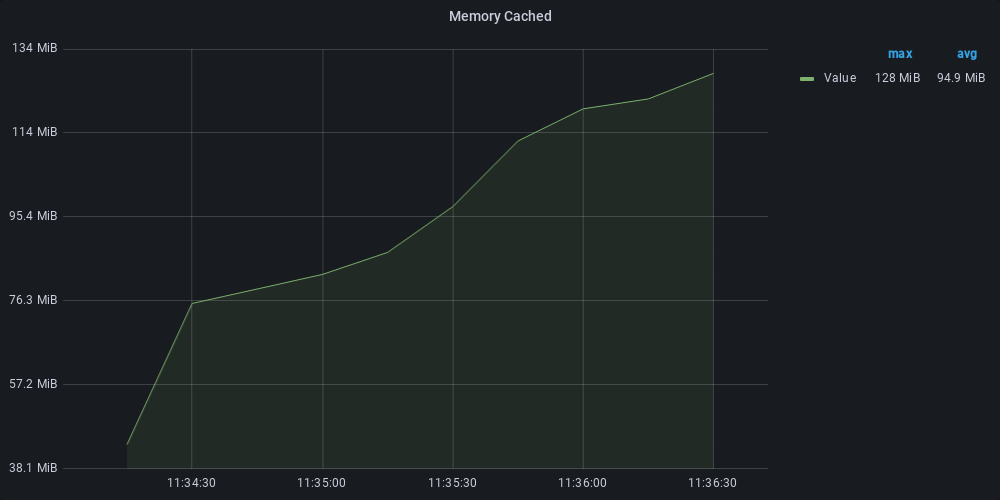 Memory Cached
134 MiB
114 MiB
95.4 MiB
76.3 MiB
57.2 MiB
38.1 MiB
11:34:30 11:35:00 11:35:30 11:36:00 11:36:30
max avg
Value 128 MiB 94.9 MiB